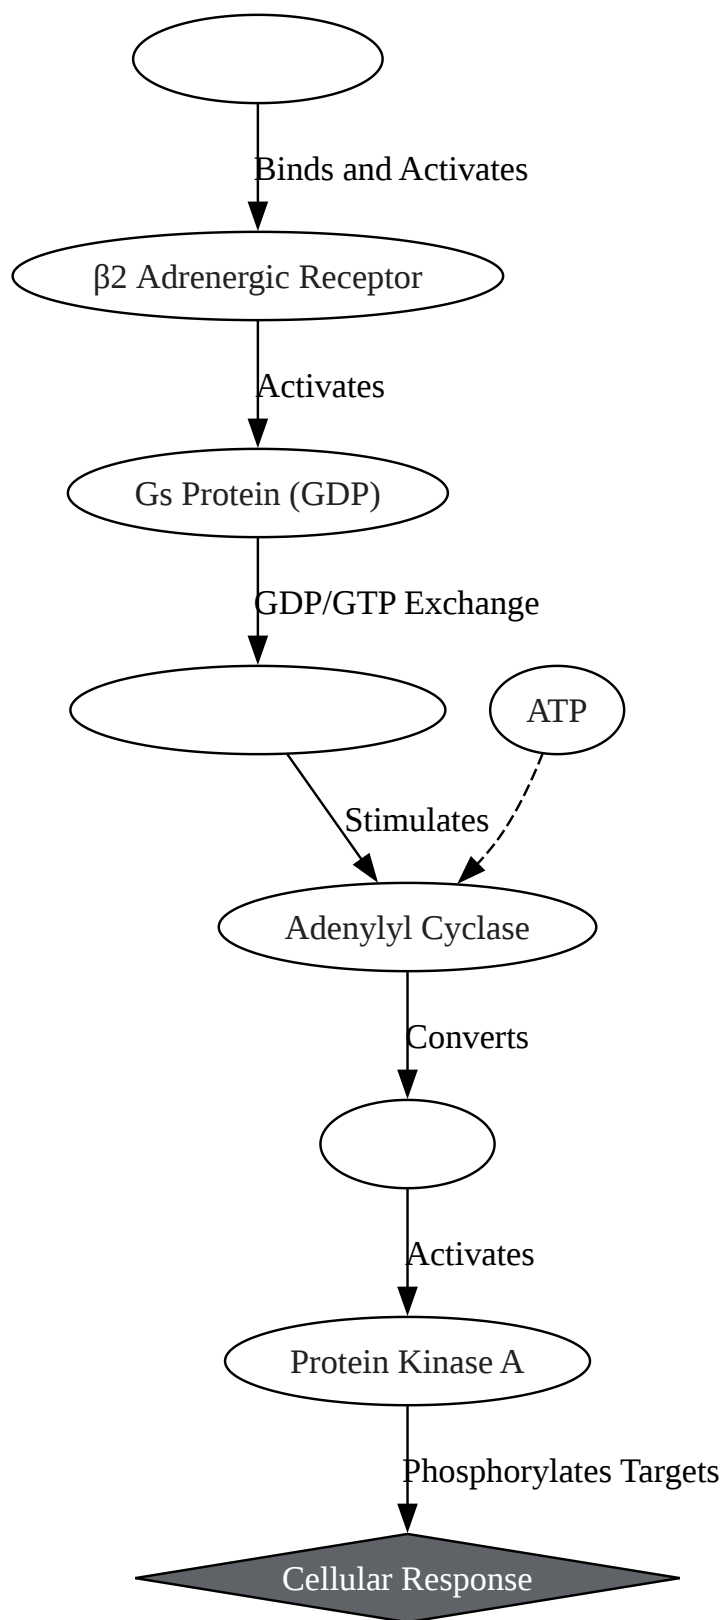 Binds and Activates
β2 Adrenergic Receptor
Activates
Gs Protein (GDP)
GDP/GTP Exchange
ATP
Stimulates
Adenylyl Cyclase
Converts
Activates
Protein Kinase A
Phosphorylates Targets
Cellular Response